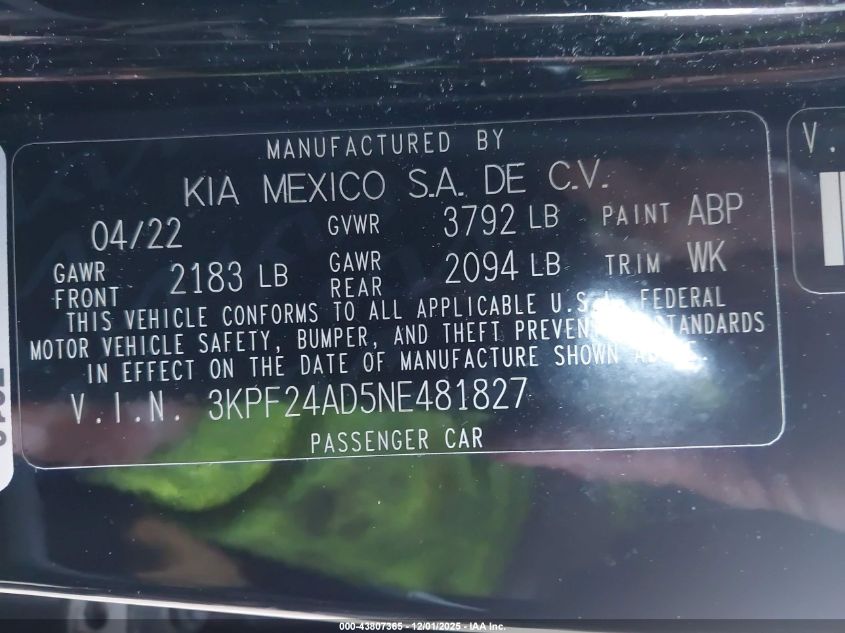 MANUFACTURED BY
KIA MEXICO S.A. DE C.V.
04/22 GVWR 3792 LB PAINT ABP
GAWR FRONT 2183 LB GAWR REAR 2094 LB TRIM WK
THIS VEHICLE CONFORMS TO ALL APPLICABLE U.S. FEDERAL
MOTOR VEHICLE SAFETY, BUMPER, AND THEFT STANDARDS
IN EFFECT ON THE DATE OF MANUFACTURE SHOWN
V.I.N. 3KPF24AD5NE481827
PASSENGER CAR
V.
000-43807365 - 12/01/2025 - IAA Inc.